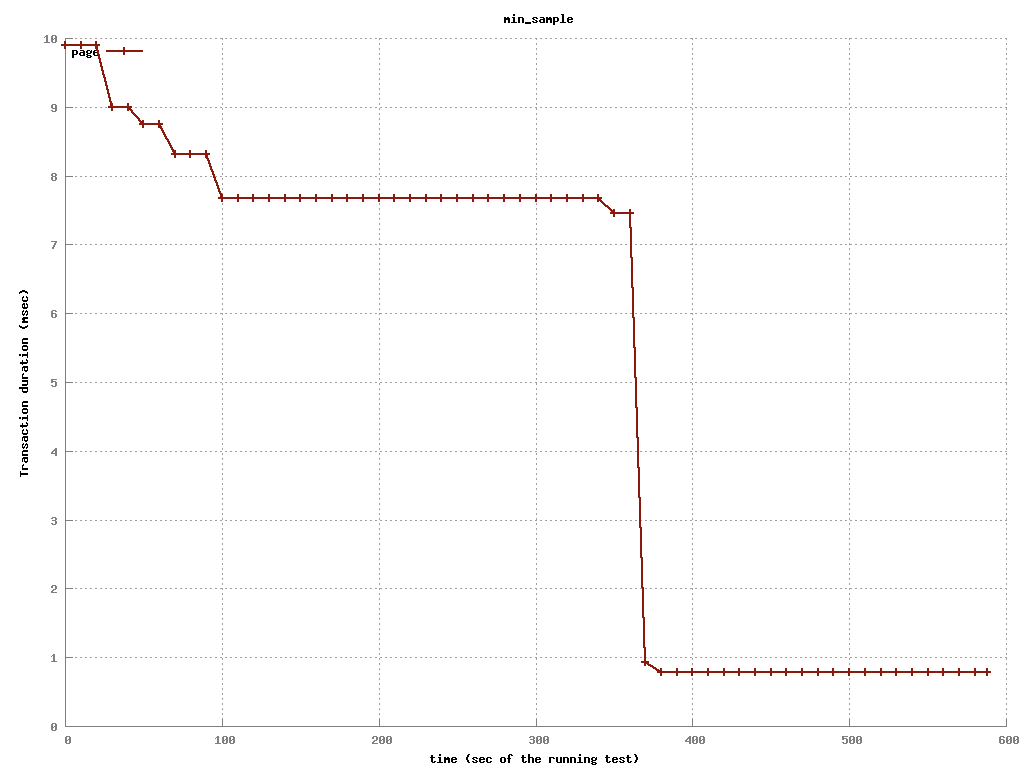 min_sample
page
10
9
8
7
6
5
4
3
2
1
0
Transaction duration (msec)
0 100 200 300 400 500 600
time (sec of the running test)